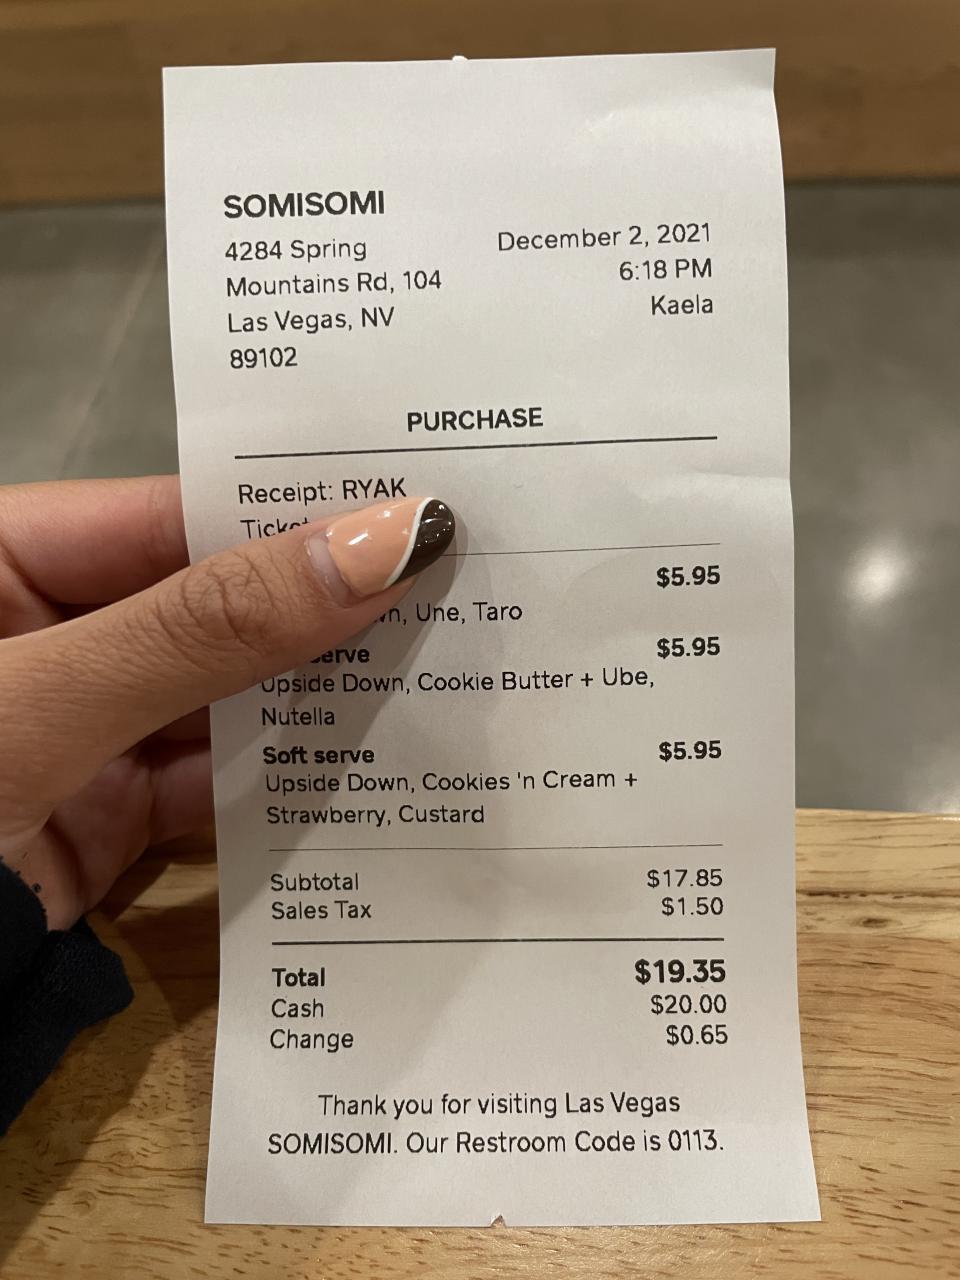 SOMISOMI
4284 Spring
Mountains Rd, 104
Las Vegas, NV
89102
December 2, 2021
6:18 PM
Kaela
PURCHASE
Receipt: RYAK
$5.95
Une, Taro
$5.95
Upside Down, Cookie Butter + Ube,
Nutella
Soft serve $5.95
Upside Down, Cookies 'n Cream +
Strawberry, Custard
Subtotal $17.85
Sales Tax $1.50
Total $19.35
Cash $20.00
Change $0.65
Thank you for visiting Las Vegas
SOMISOMI. Our Restroom Code is 0113.